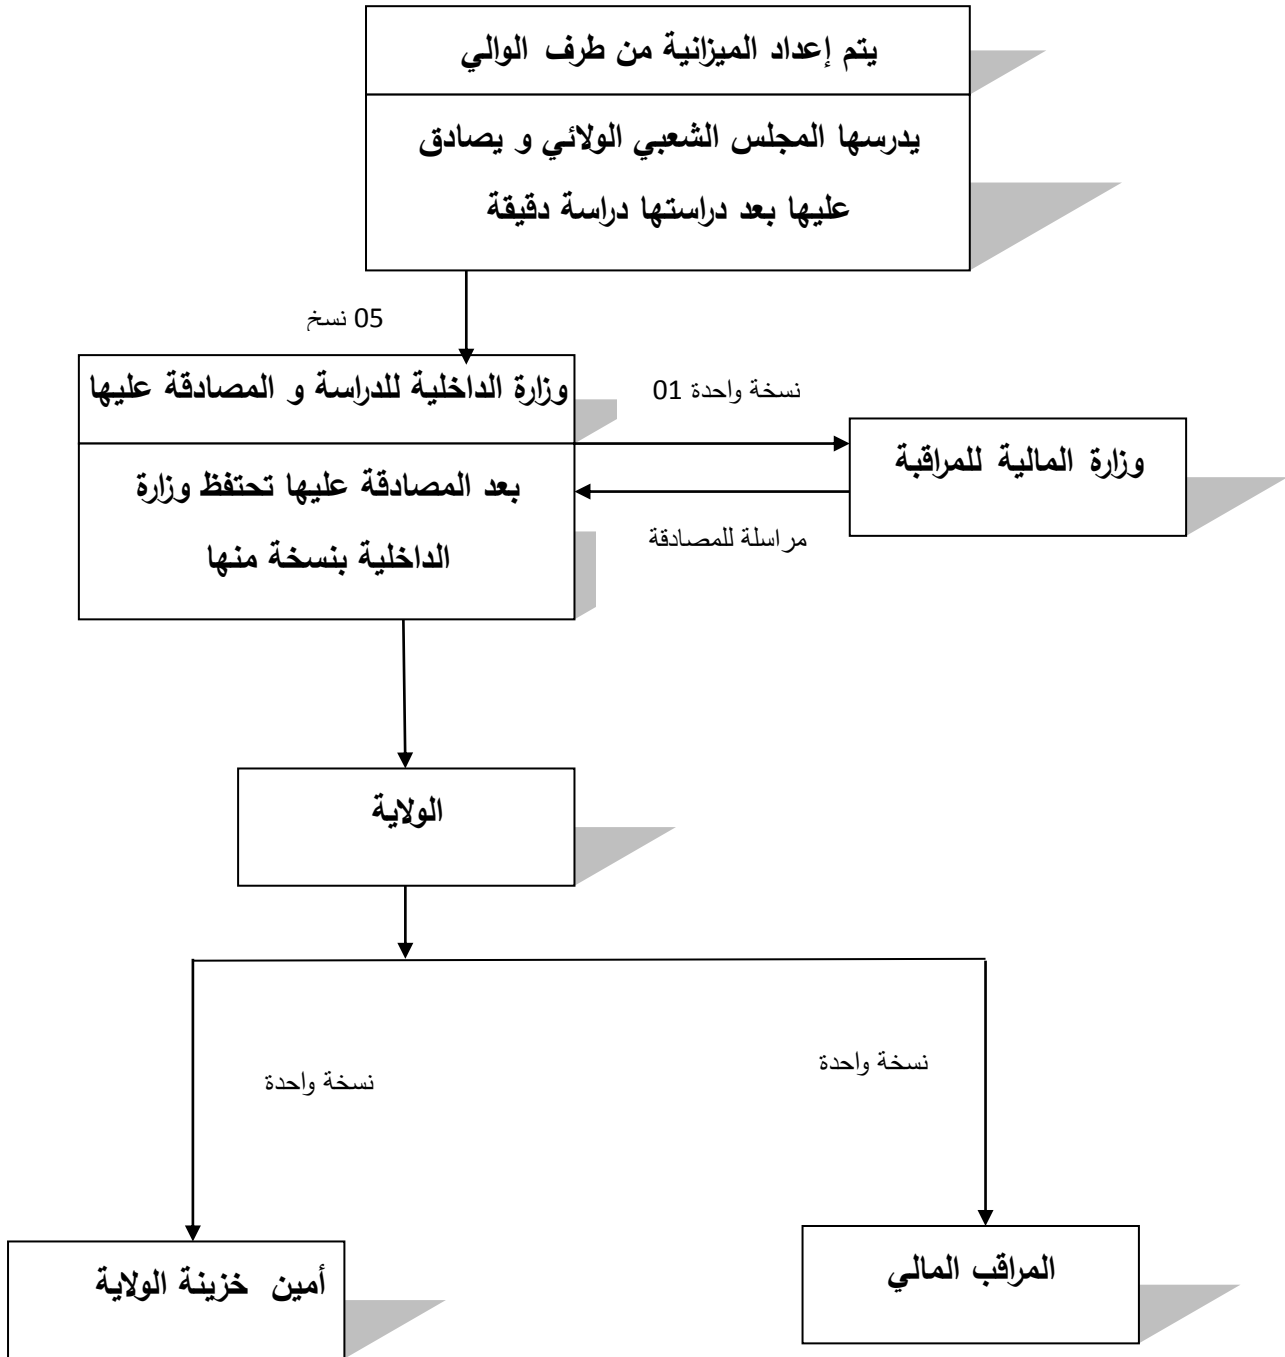 يتم إعداد الميزانية من طرف الوالي
يدرسها المجلس الشعبي الولائي و يصادق
عليها بعد دراستها دراسة دقيقة
05 نسخ
وزارة الداخلية للدراسة و المصادقة عليها
نسخة واحدة 01
وزارة المالية للمراقبة
بعد المصادقة عليها تحتفظ وزارة
الداخلية بنسخة منها
مراسلة للمصادقة
الولاية
نسخة واحدة
نسخة واحدة
المراقب المالي
أمين خزينة الولاية